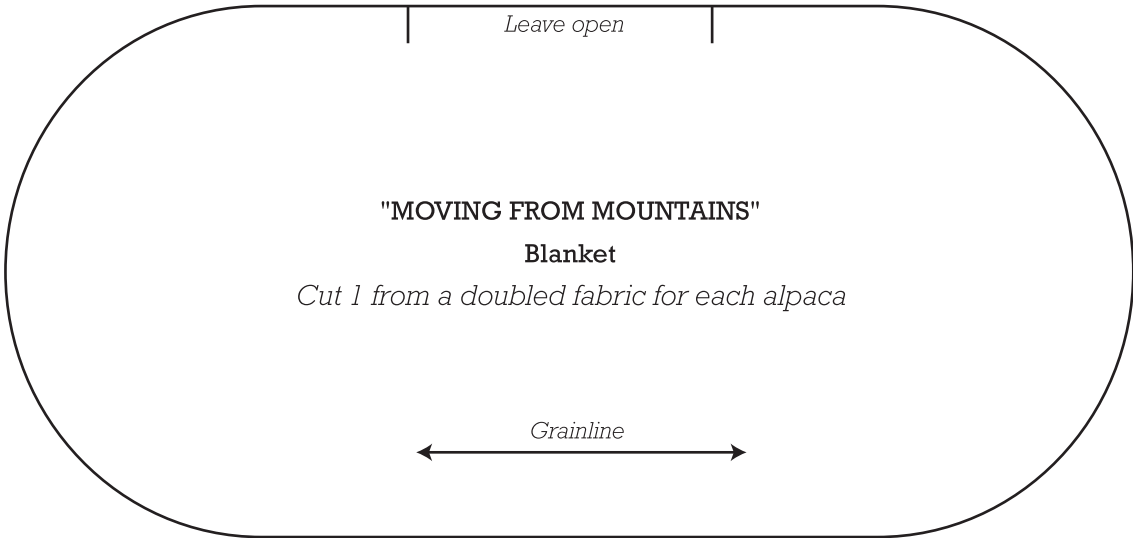 Leave open
"MOVING FROM MOUNTAINS"
Blanket
Cut 1 from a doubled fabric for each alpaca
Grainline